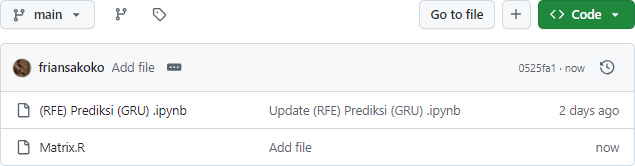 main
Go to file
Code
friansakoko Add file 0525fa1 · now
(RFE) Prediksi (GRU) .ipynb Update (RFE) Prediksi (GRU) .ipynb 2 days ago
Matrix.R Add file now